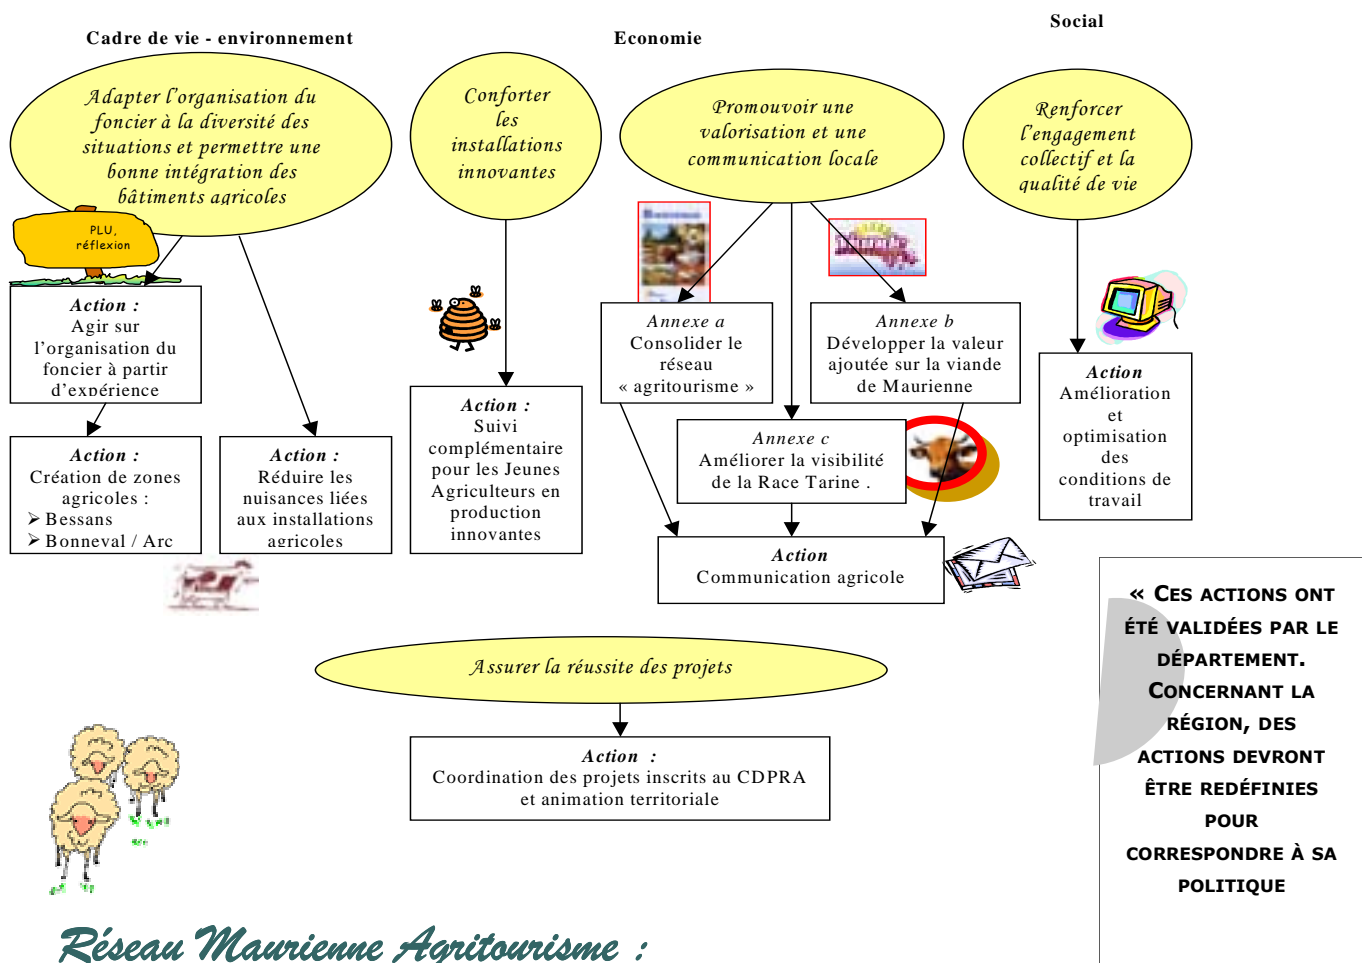 Cadre de vie - environnement
Economie
Social
Adapter l'organisation du
foncier à la diversité des
situations et permettre une
bonne intégration des
bâtiments agricoles
Conforter
les
installations
innovantes
Promouvoir une
valorisation et une
communication locale
Renforcer
l'engagement
collectif et la
qualité de vie
PLU,
réflexion
Action :
Agir sur
l'organisation du
foncier à partir
d'expérience
Annexe a
Consolider le
réseau
« agritourisme »
Annexe b
Développer la valeur
ajoutée sur la viande
de Maurienne
Action
Amélioration
et
optimisation
des
conditions de
travail
Action :
Création de zones
agricoles :
➢ Bessans
➢ Bonneval / Arc
Action :
Réduire les
nuisances liées
aux installations
agricoles
Action :
Suivi
complémentaire
pour les Jeunes
Agriculteurs en
production
innovantes
Annexe c
Améliorer la visibilité
de la Race Tarine .
Action
Communication agricole
« CES ACTIONS ONT
ÉTÉ VALIDÉES PAR LE
DÉPARTEMENT.
CONCERNANT LA
RÉGION, DES
ACTIONS DEVRONT
ÊTRE REDÉFINIES
POUR
CORRESPONDRE À SA
POLITIQUE
Assurer la réussite des projets
Action :
Coordination des projets inscrits au CDPRA
et animation territoriale
Réseau Maurienne Agritourisme :